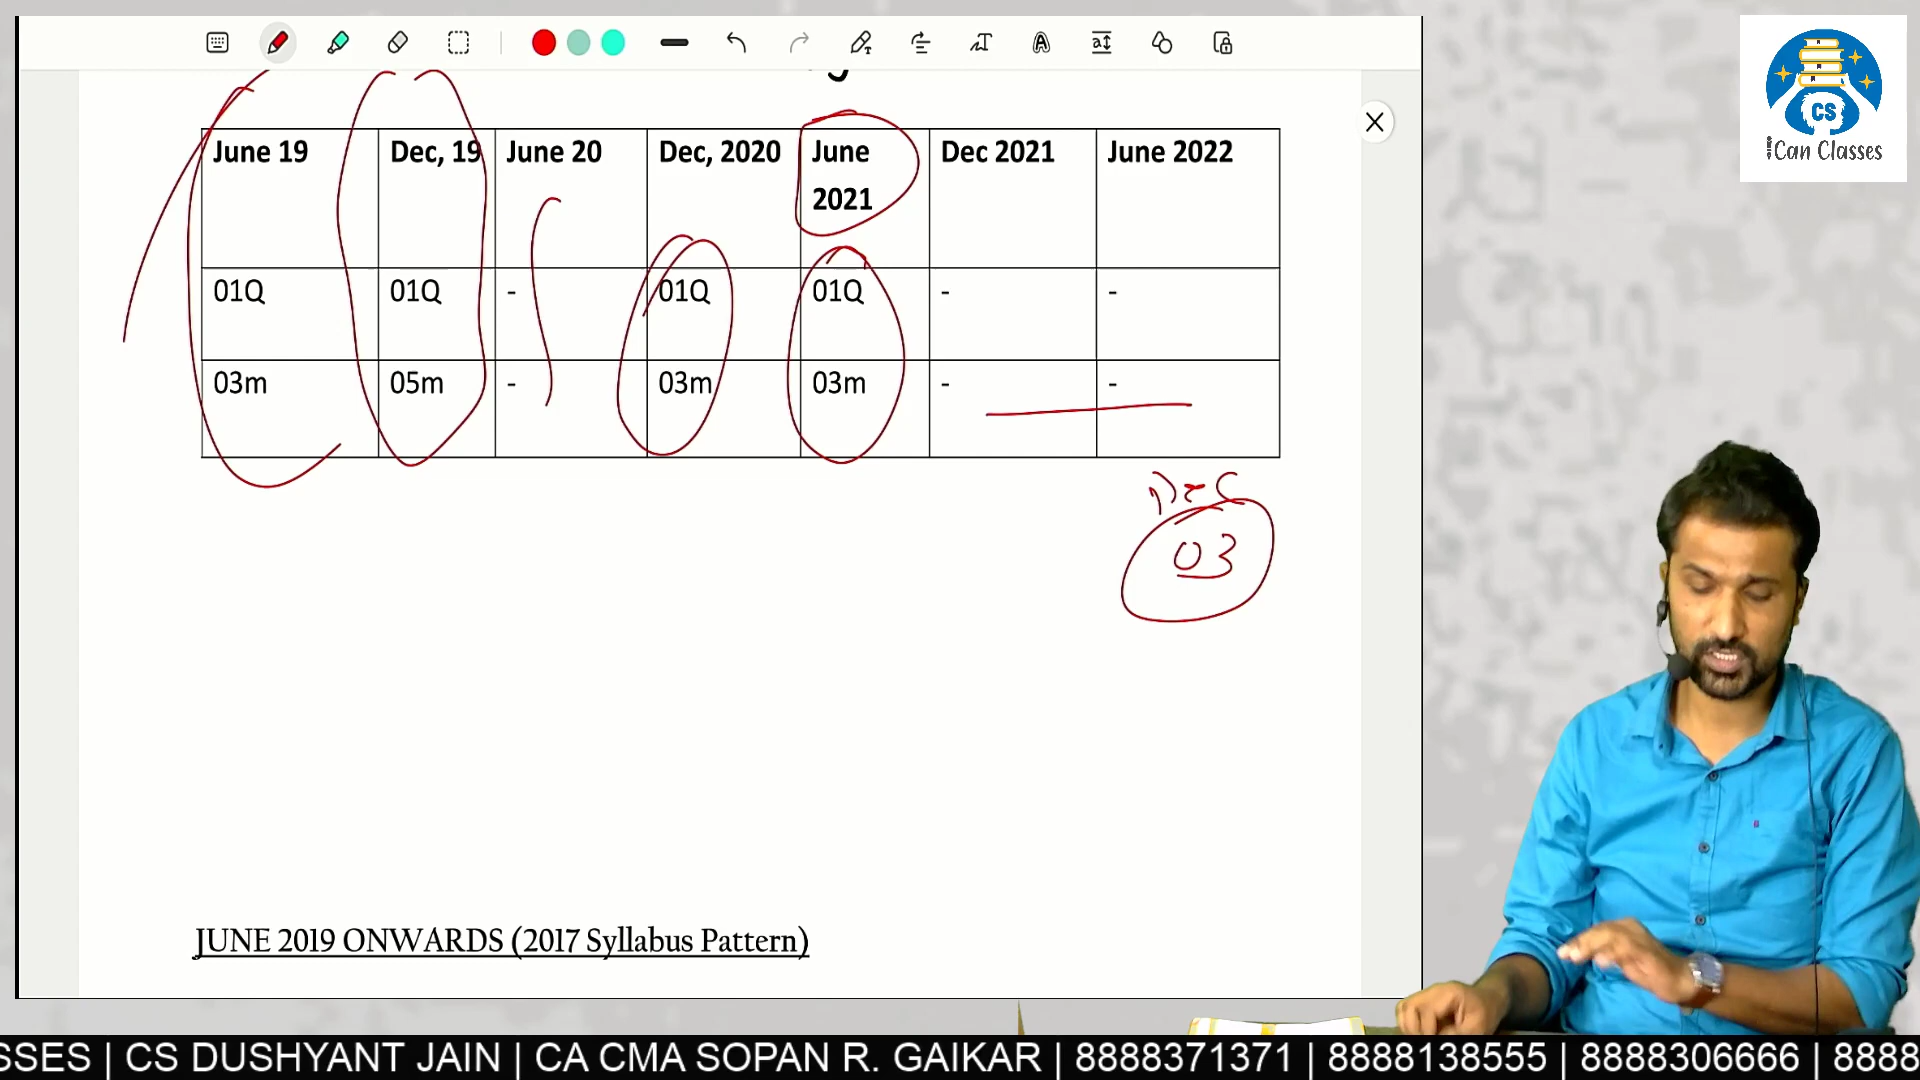 June 19 Dec, 19 June 20 Dec, 2020 June 2021 Dec 2021 June 2022
01Q 01Q - 01Q 01Q - -
03m 05m - 03m 03m - -
Dec
03
JUNE 2019 ONWARDS (2017 Syllabus Pattern)
CS
i Can Classes
SSES | CS DUSHYANT JAIN | CA CMA SOPAN R. GAIKAR | 8888371371 | 8888138555 | 8888306666 | 8888